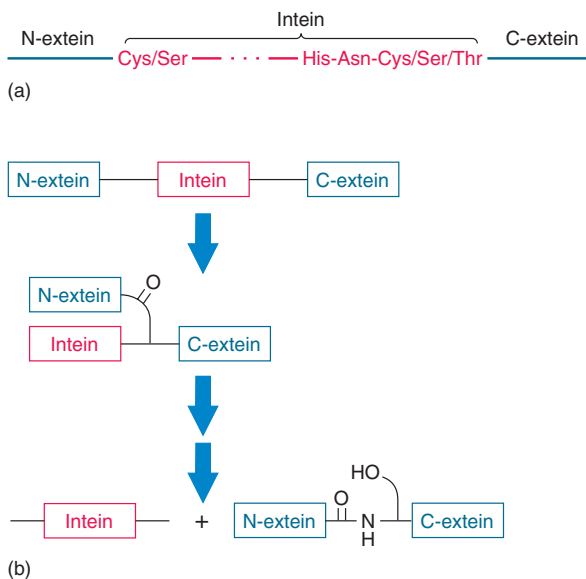 Intein
N-extein C-extein
Cys/Ser . . . His-Asn-Cys/Ser/Thr
(a)
N-extein Intein C-extein
O
N-extein
Intein C-extein
HO
O
Intein + N-extein N C-extein
H
(b)